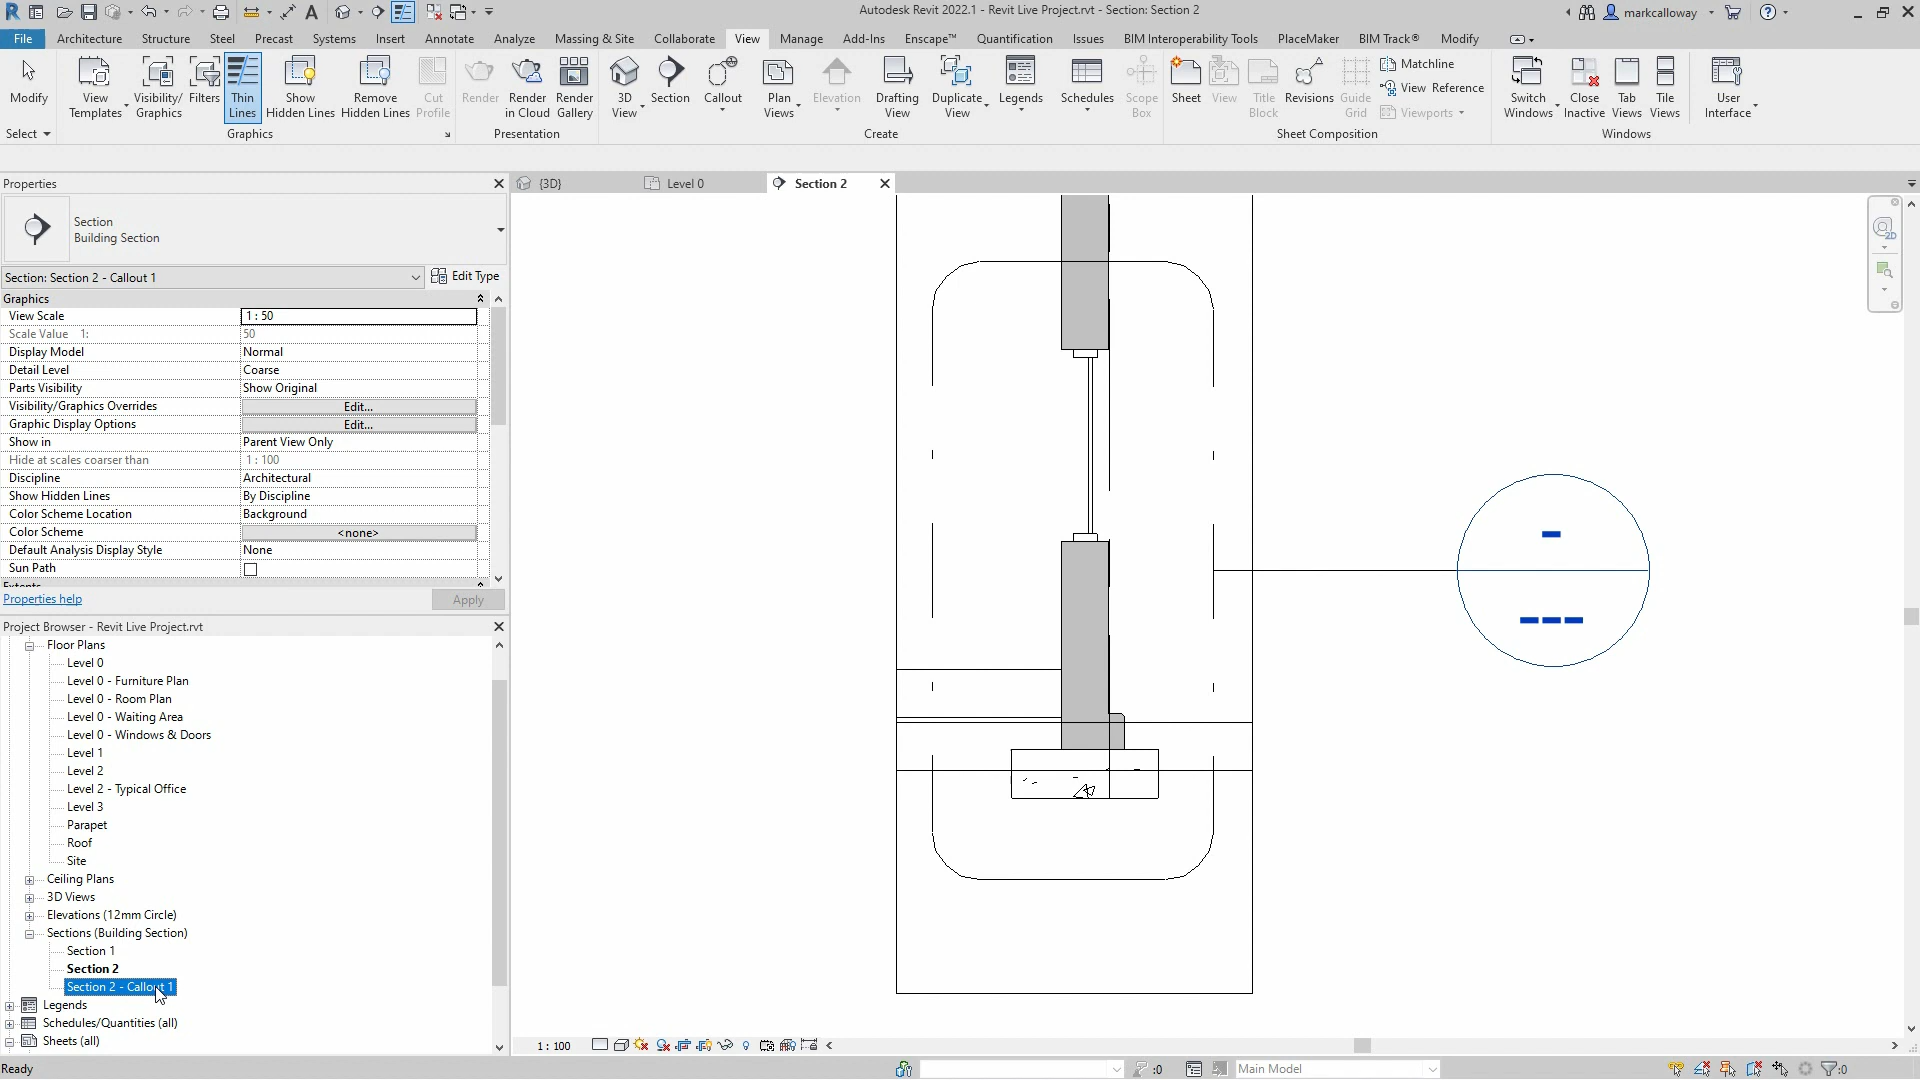 Autodesk Revit 2022.1 - Revit Live Project.rvt - Section: Section 2
markcalloway
File
Architecture
Structure
Steel
Precast
Systems
Insert
Annotate
Analyze
Massing & Site
Collaborate
View
Manage
Add-Ins
Enscape™
Quantification
Issues
BIM Interoperability Tools
PlaceMaker
BIM Track®
Modify
Modify
View
Templates
Visibility/
Graphics
Filters
Thin
Lines
Show
Hidden Lines
Remove
Hidden Lines
Cut
Profile
Render
Render
in Cloud
Render
Gallery
3D
View
Section
Callout
Plan
Views
Elevation
Drafting
View
Duplicate
View
Legends
Schedules
Scope
Box
Sheet
View
Title
Block
Revisions
Guide
Grid
Matchline
View Reference
Viewports
Switch
Windows
Close
Inactive
Tab
Views
Tile
Views
User
Interface
Select
Graphics
Presentation
Create
Sheet Composition
Windows
Properties
{3D}
Level 0
Section 2
Section
Building Section
Section: Section 2 - Callout 1
Edit Type
Graphics
View Scale 1 : 50
Scale Value 1: 50
Display Model Normal
Detail Level Coarse
Parts Visibility Show Original
Visibility/Graphics Overrides Edit...
Graphic Display Options Edit...
Show in Parent View Only
Hide at scales coarser than 1 : 100
Discipline Architectural
Show Hidden Lines By Discipline
Color Scheme Location Background
Color Scheme <none>
Default Analysis Display Style None
Sun Path
Extents
Properties help
Apply
Project Browser - Revit Live Project.rvt
Floor Plans
Level 0
Level 0 - Furniture Plan
Level 0 - Room Plan
Level 0 - Waiting Area
Level 0 - Windows & Doors
Level 1
Level 2
Level 2 - Typical Office
Level 3
Parapet
Roof
Site
Ceiling Plans
3D Views
Elevations (12mm Circle)
Sections (Building Section)
Section 1
Section 2
Section 2 - Callout 1
Legends
Schedules/Quantities (all)
Sheets (all)
2D
1 : 100
Ready
:0
Main Model
:0